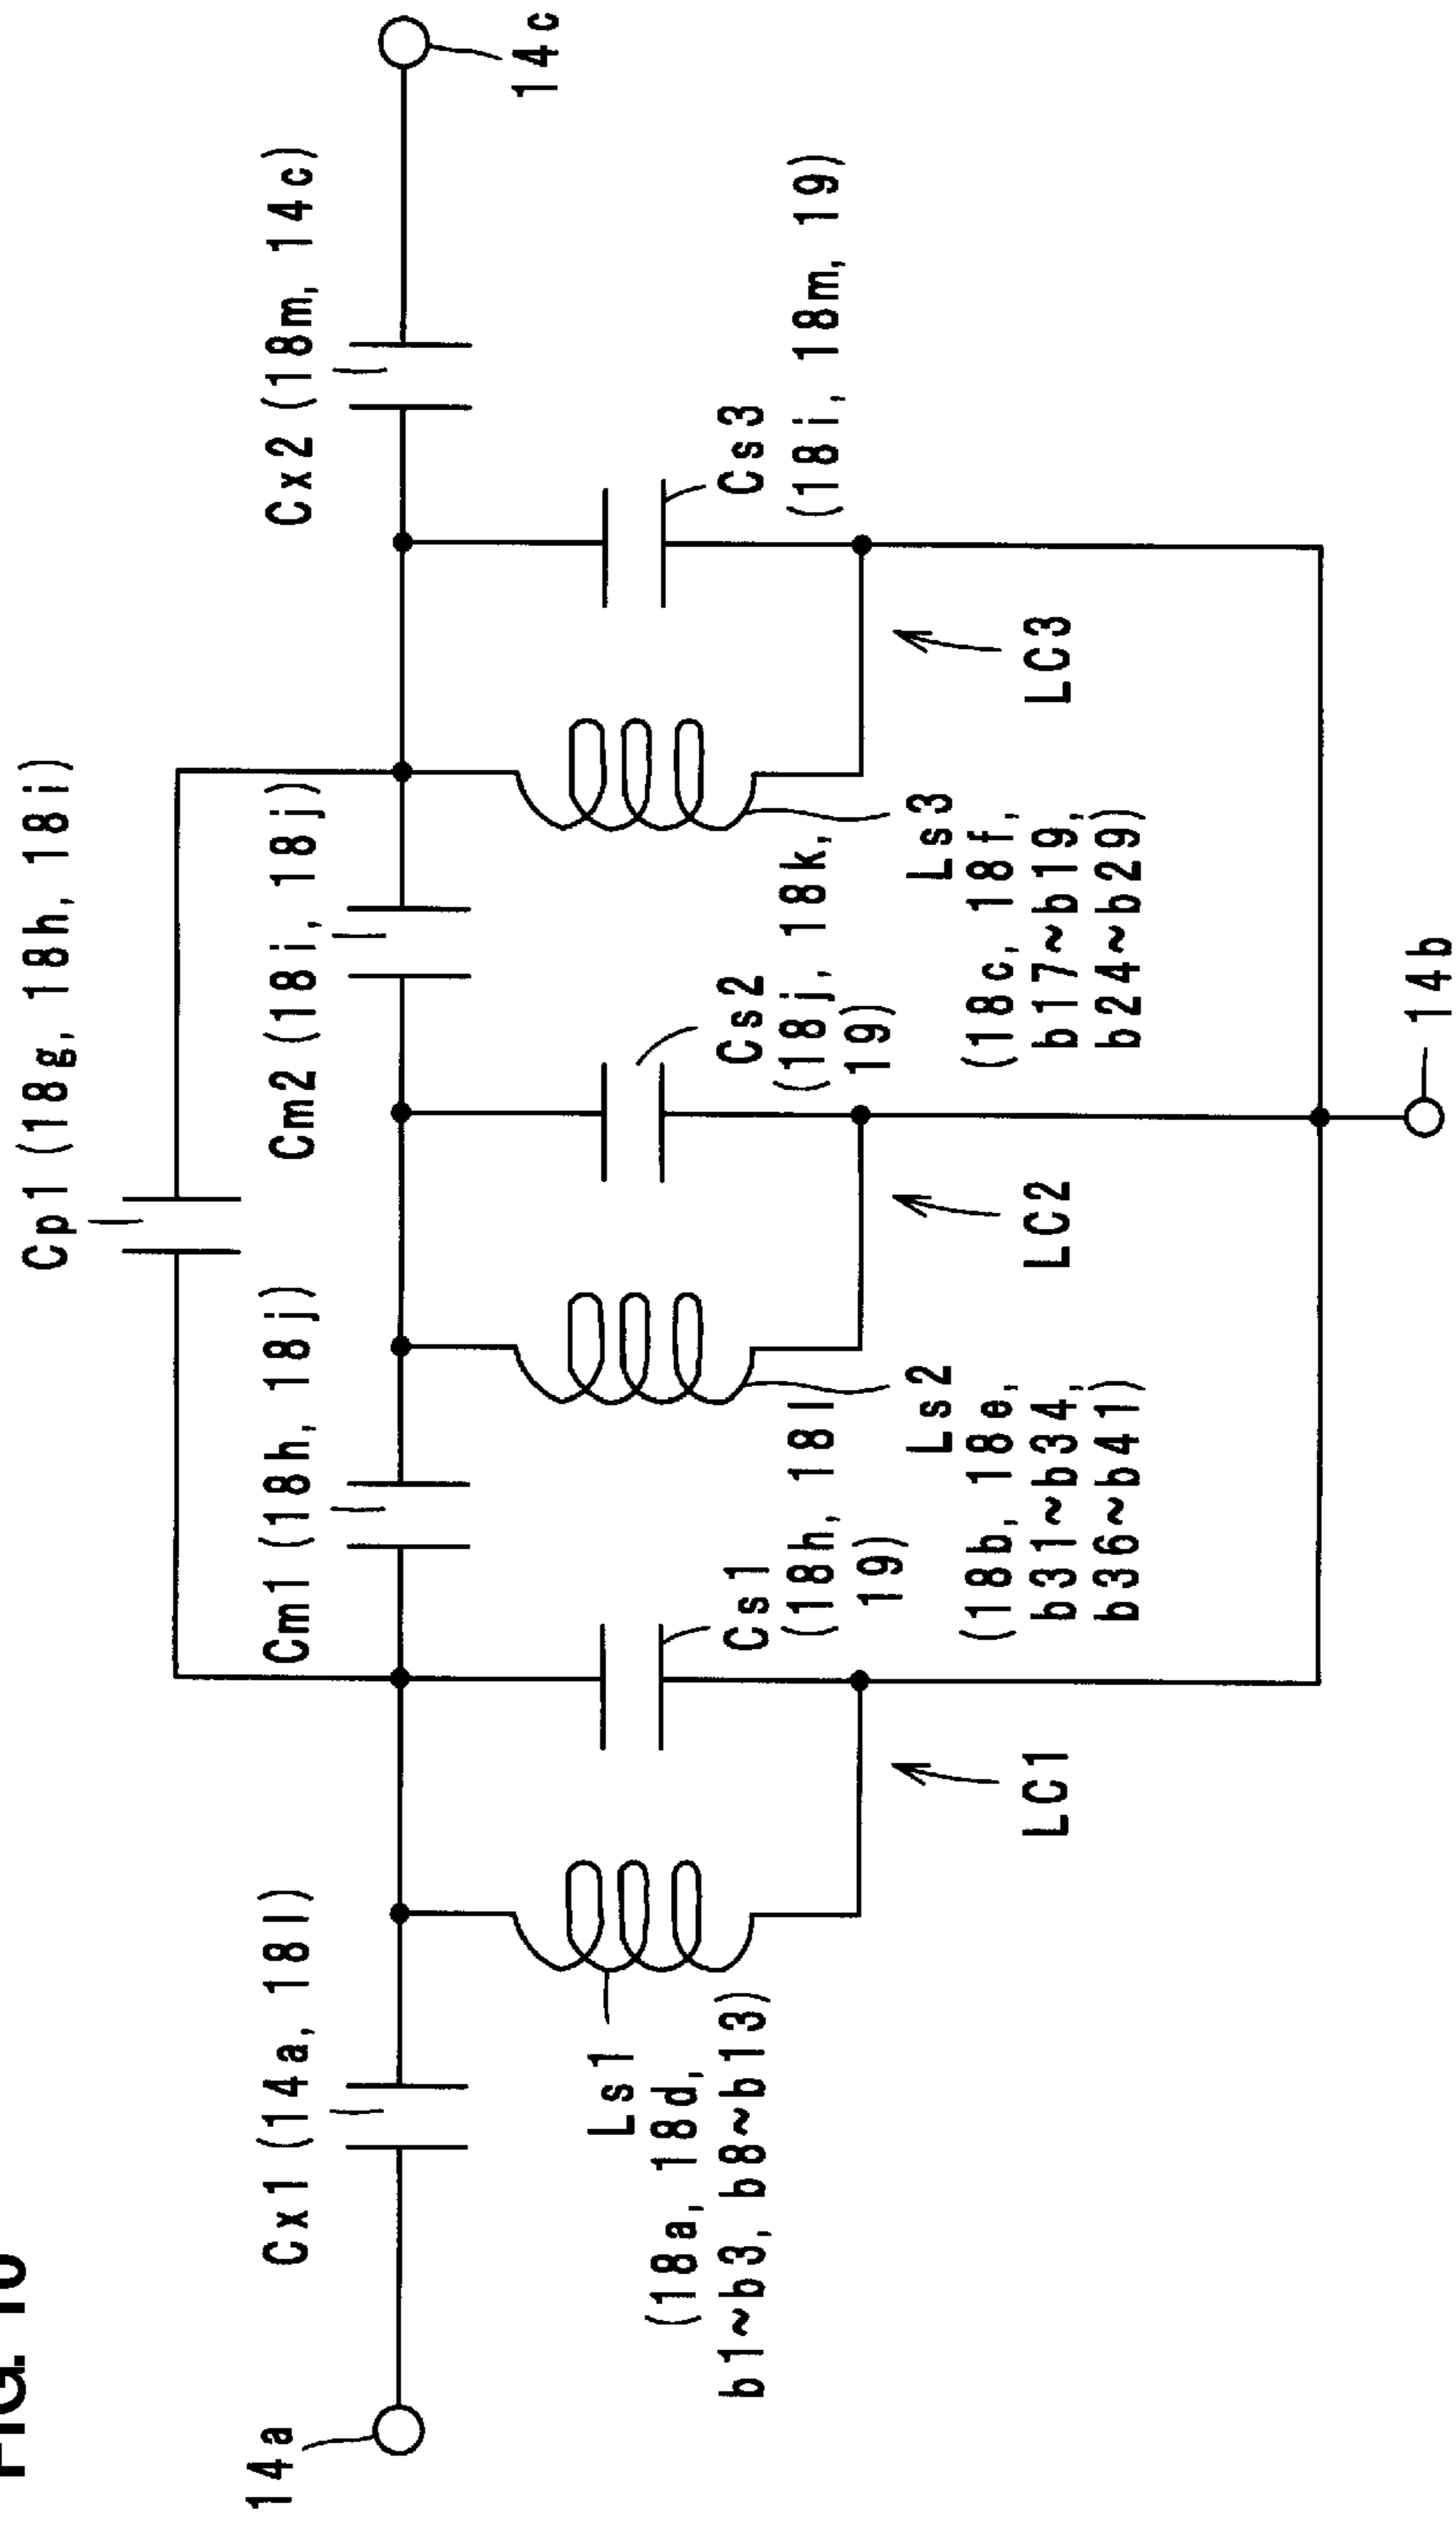 FIG. 10
Cp1 (18g, 18h, 18i)
Cx1 (14a, 18l)
Cm1 (18h, 18j)
Cm2 (18i, 18j)
Cx2 (18m, 14c)
14a
14c
Ls1
(18a, 18d,
b1~b3, b8~b13)
Cs1
(18h, 18l
19)
LC1
Ls2
(18b, 18e,
b31~b34,
b36~b41)
Cs2
(18j, 18k,
19)
LC2
Ls3
(18c, 18f,
b17~b19,
b24~b29)
Cs3
(18i, 18m, 19)
LC3
14b